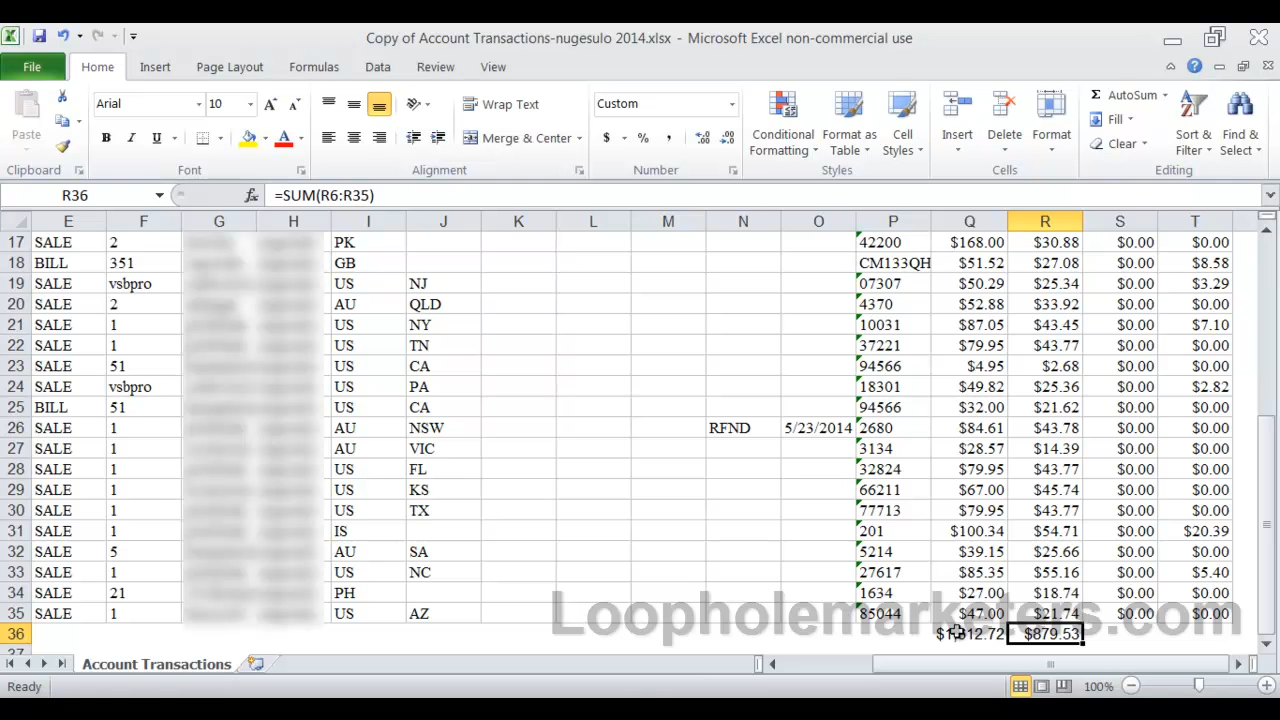 Copy of Account Transactions-nugesulo 2014.xlsx - Microsoft Excel non-commercial use
File Home Insert Page Layout Formulas Data Review View
Arial 10 Wrap Text Custom AutoSum
Paste B I U Merge & Center $ % , Conditional Formatting Format as Table Cell Styles Insert Delete Format Fill Clear Sort & Filter Find & Select
Clipboard Font Alignment Number Styles Cells Editing
R36 fx =SUM(R6:R35)
E F G H I J K L M N O P Q R S T
17 SALE 2 PK 42200 $168.00 $30.88 $0.00 $0.00
18 BILL 351 GB CM133QH $51.52 $27.08 $0.00 $8.58
19 SALE vsbpro US NJ 07307 $50.29 $25.34 $0.00 $3.29
20 SALE 2 AU QLD 4370 $52.88 $33.92 $0.00 $0.00
21 SALE 1 US NY 10031 $87.05 $43.45 $0.00 $7.10
22 SALE 1 US TN 37221 $79.95 $43.77 $0.00 $0.00
23 SALE 51 US CA 94566 $4.95 $2.68 $0.00 $0.00
24 SALE vsbpro US PA 18301 $49.82 $25.36 $0.00 $2.82
25 BILL 51 US CA 94566 $32.00 $21.62 $0.00 $0.00
26 SALE 1 AU NSW RFND 5/23/2014 2680 $84.61 $43.78 $0.00 $0.00
27 SALE 1 AU VIC 3134 $28.57 $14.39 $0.00 $0.00
28 SALE 1 US FL 32824 $79.95 $43.77 $0.00 $0.00
29 SALE 1 US KS 66211 $67.00 $45.74 $0.00 $0.00
30 SALE 1 US TX 77713 $79.95 $43.77 $0.00 $0.00
31 SALE 1 IS 201 $100.34 $54.71 $0.00 $20.39
32 SALE 5 AU SA 5214 $39.15 $25.66 $0.00 $0.00
33 SALE 1 US NC 27617 $85.35 $55.16 $0.00 $5.40
34 SALE 21 PH 1634 $27.00 $18.74 $0.00 $0.00
35 SALE 1 US AZ 85044 $47.00 $21.74 $0.00 $0.00
Loopholemarketers.com
36 $879.53
Account Transactions
Ready 100%